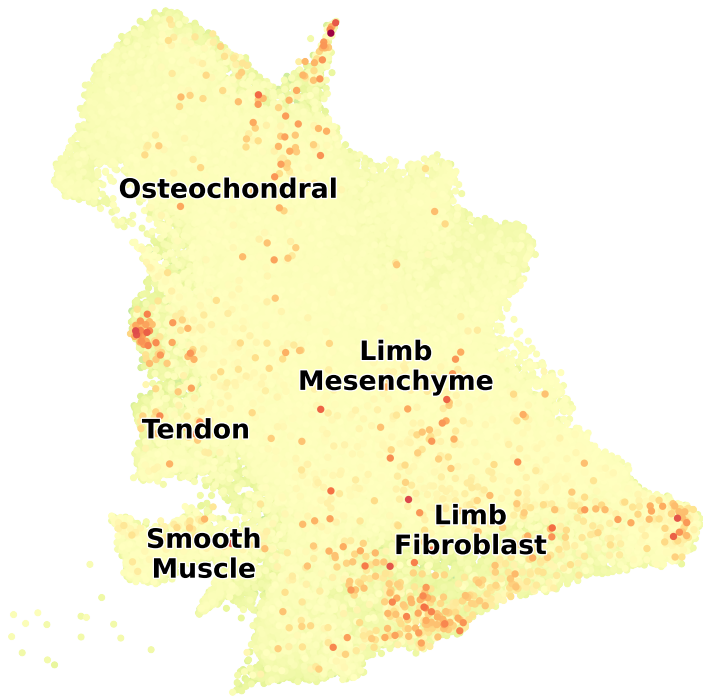 Osteochondral
Limb
Mesenchyme
Tendon
Limb
Fibroblast
Smooth
Muscle